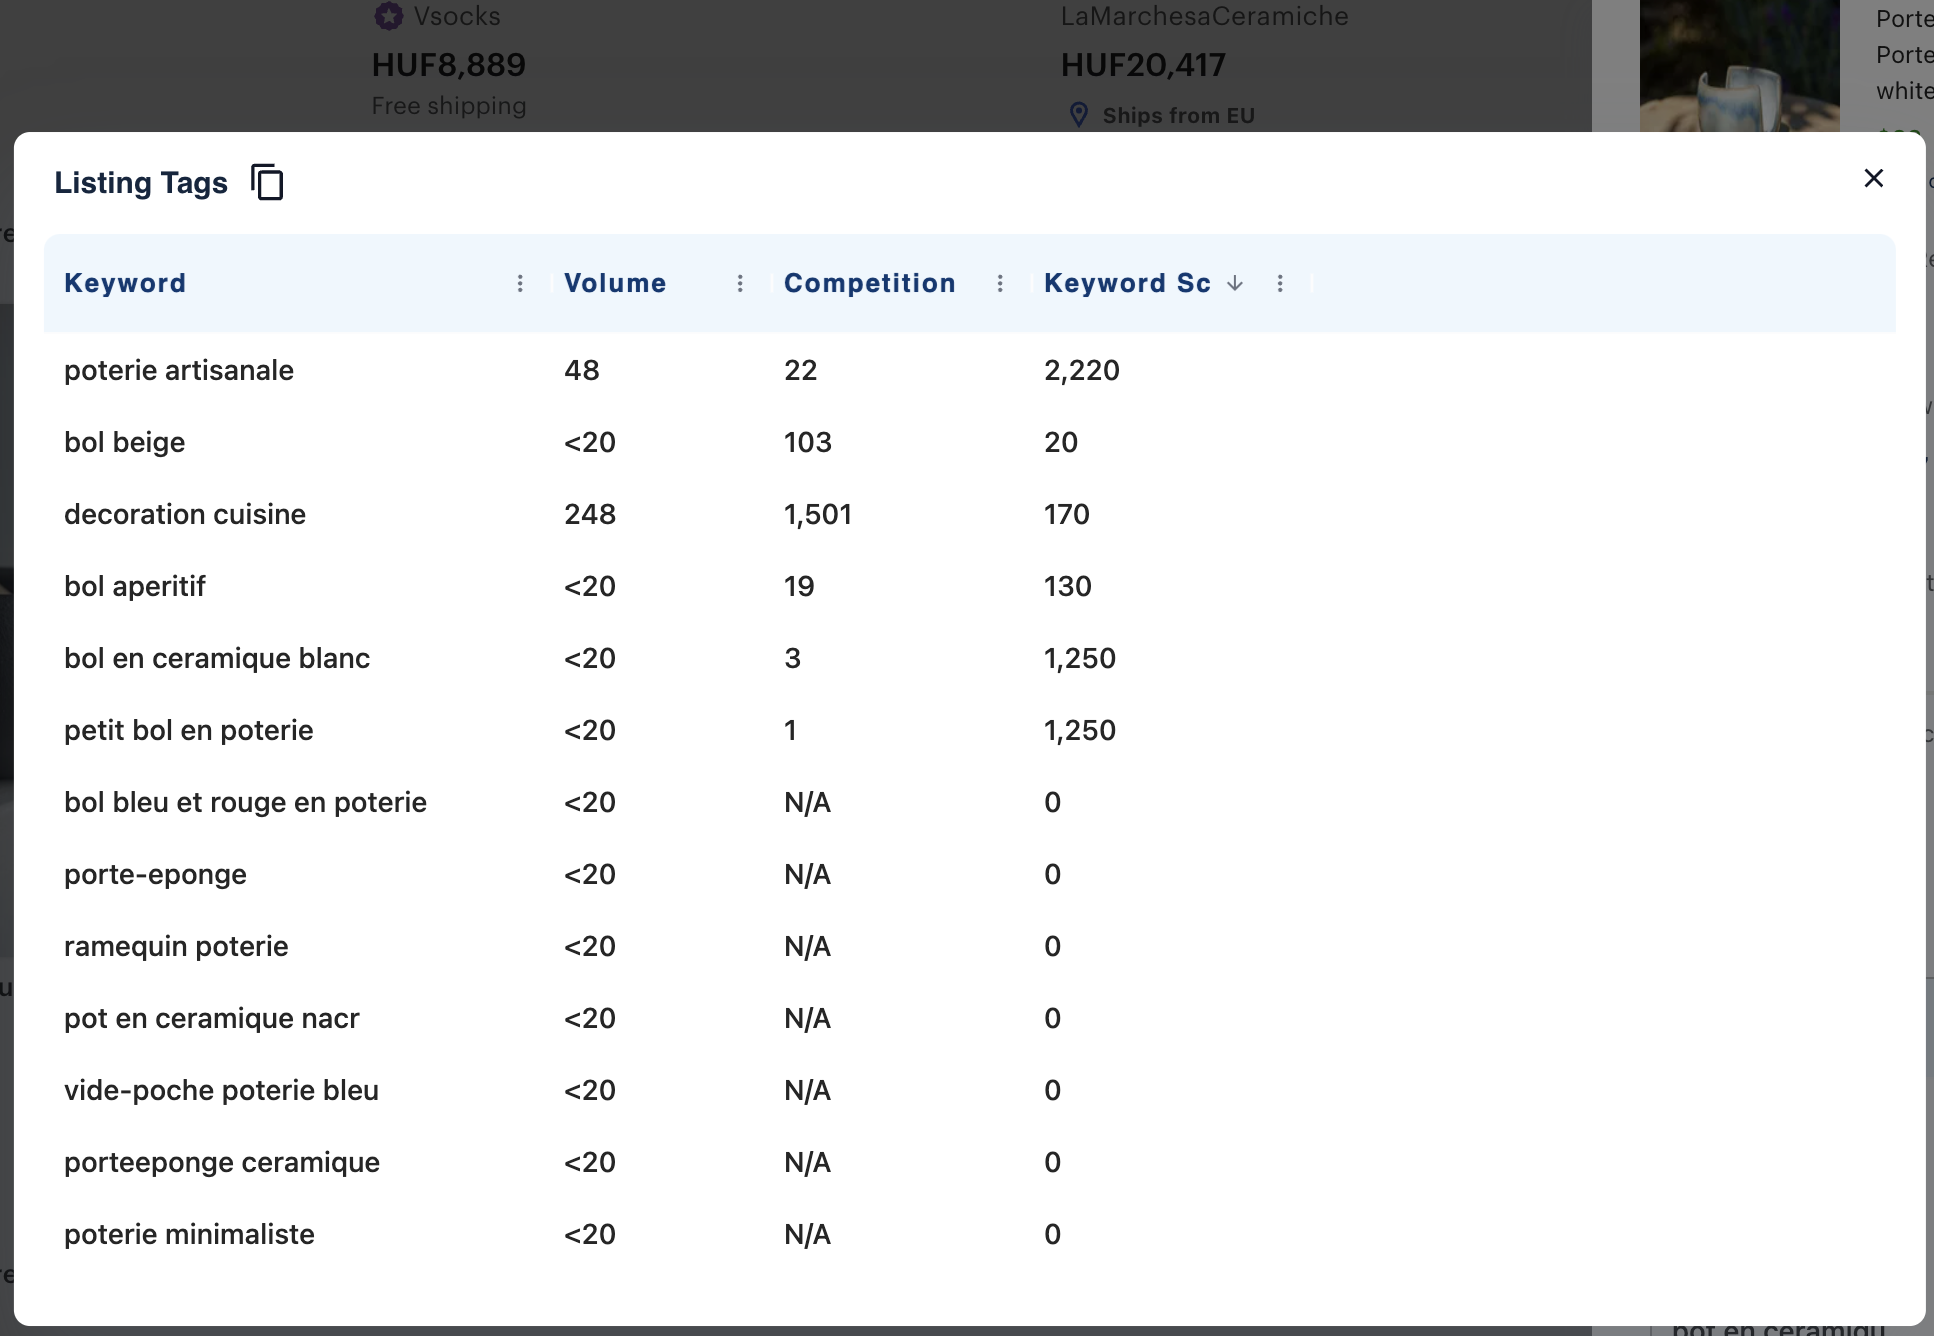 Vsocks
HUF8,889
Free shipping
LaMarchesaCeramiche
HUF20,417
Ships from EU
Porte
Porte
white
Listing Tags
Keyword Volume Competition Keyword Sc
poterie artisanale 48 22 2,220
bol beige <20 103 20
decoration cuisine 248 1,501 170
bol aperitif <20 19 130
bol en ceramique blanc <20 3 1,250
petit bol en poterie <20 1 1,250
bol bleu et rouge en poterie <20 N/A 0
porte-eponge <20 N/A 0
ramequin poterie <20 N/A 0
pot en ceramique nacr <20 N/A 0
vide-poche poterie bleu <20 N/A 0
porteeponge ceramique <20 N/A 0
poterie minimaliste <20 N/A 0